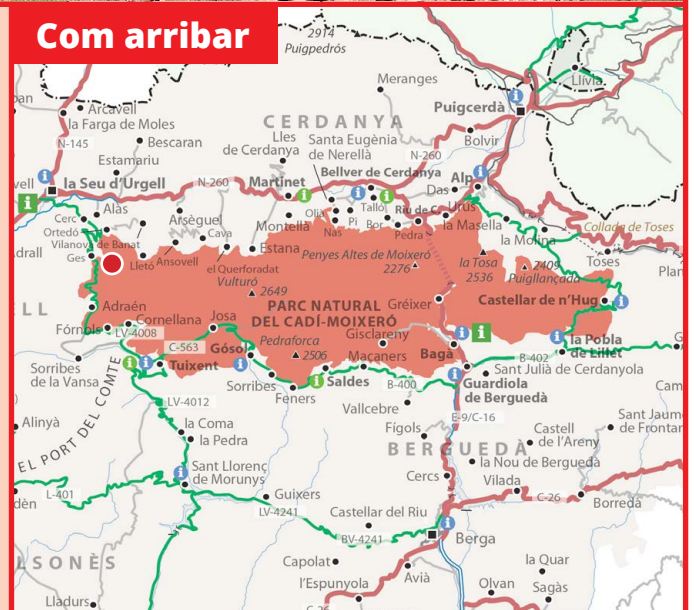 Com arribar
2914
Puigpedrós
Meranges
Llívia
Puigcerdà
Arcavell
la Farga de Moles
CERDANYA
Bescaran
N-145
Lles
de Cerdanya
Santa Eugènia
de Nerellà
Bolvir
Estamariu
N-260
Bellver de Cerdanya
la Seu d'Urgell
N-260
Martinet
Alp
Das
Alàs
Arsèguel
Olià
Talló
Urús
Cerc
Montellà
Pi
Bor
la Masella
Ortedó
Cava
Nas
Pedra
Collada de Toses
Vilanova de Banat
Estana
la Molina
Ges
Lletó
Ansovell
el Querforadat
Penyes Altes de Moixeró
2276
la Tosa
2536
2409
Puigllançada
Toses
Vulturó
2649
PARC NATURAL
DEL CADÍ-MOIXERÓ
Gréixer
Castellar de n'Hug
Adraén
Cornellana
Josa
Fórnols
LV-4008
Gisclareny
C-563
Pedraforca
2506
Gósol
Maçaners
Bagà
la Pobla
de Lillet
B-402
Sorribes
de la Vansa
Tuixent
Saldes
Sant Julià de Cerdanyola
Sorribes
B-400
Guardiola
de Berguedà
Feners
EL PORT DEL COMTE
LV-4012
Vallcebre
E-9/C-16
Alinyà
la Coma
Fígols
Castell
de l'Areny
Sant Jaume
de Frontanyà
la Pedra
BERGUEDÀ
Sant Llorenç
de Morunys
Cercs
la Nou de Berguedà
Vilada
L-401
Guixers
C-26
LV-4241
Castellar del Riu
Borredà
BV-4241
Berga
LSONÈS
Capolat
la Quar
l'Espunyola
Avià
Olvan
Sagàs
Lladurs
C-26